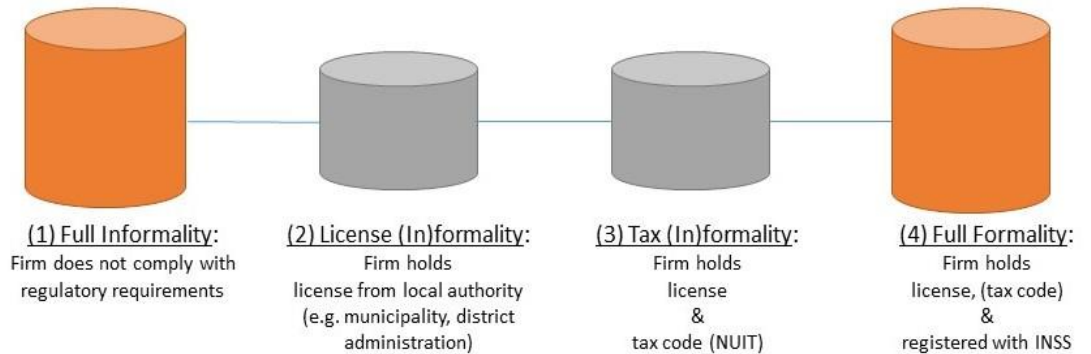 (1) Full Informality:
Firm does not comply with
regulatory requirements
(2) License (In)formality:
Firm holds
license from local authority
(e.g. municipality, district
administration)
(3) Tax (In)formality:
Firm holds
license
&
tax code (NUIT)
(4) Full Formality:
Firm holds
license, (tax code)
&
registered with INSS